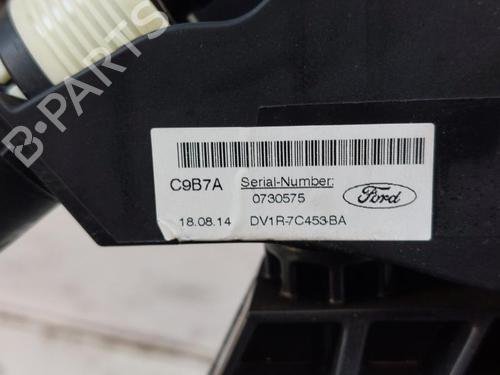 B-PARTS
C9B7A Serial-Number:
0730575
Ford
18.08.14 DV1R-7C453-BA